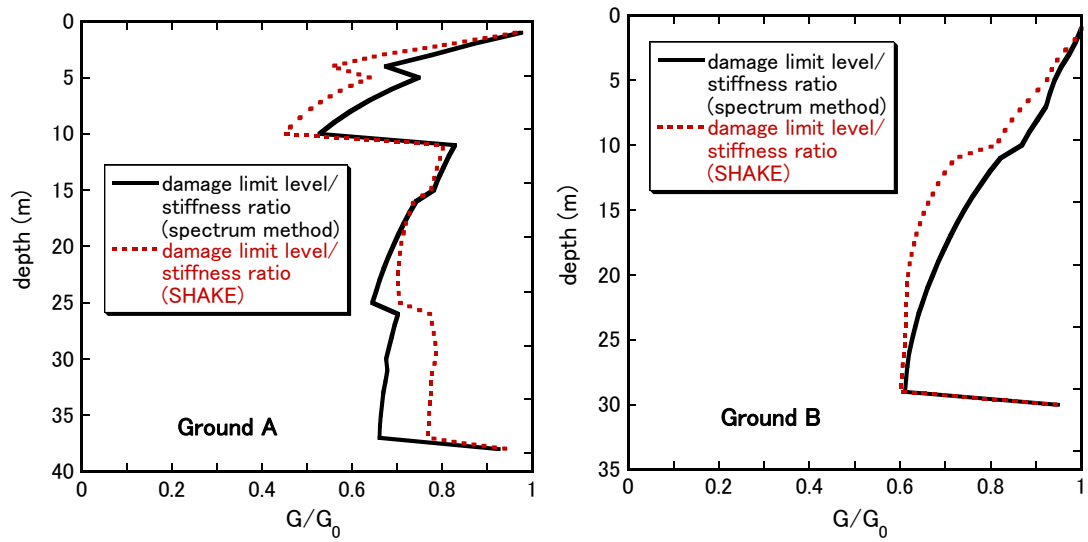 0
5
10
15
20
25
30
35
40
depth (m)
damage limit level/
stiffness ratio
(spectrum method)
damage limit level/
stiffness ratio
(SHAKE)
Ground A
0
0.2
0.4
0.6
0.8
1
G/G0
0
5
10
15
20
25
30
35
depth (m)
damage limit level/
stiffness ratio
(spectrum method)
damage limit level/
stiffness ratio
(SHAKE)
Ground B
0
0.2
0.4
0.6
0.8
1
G/G0